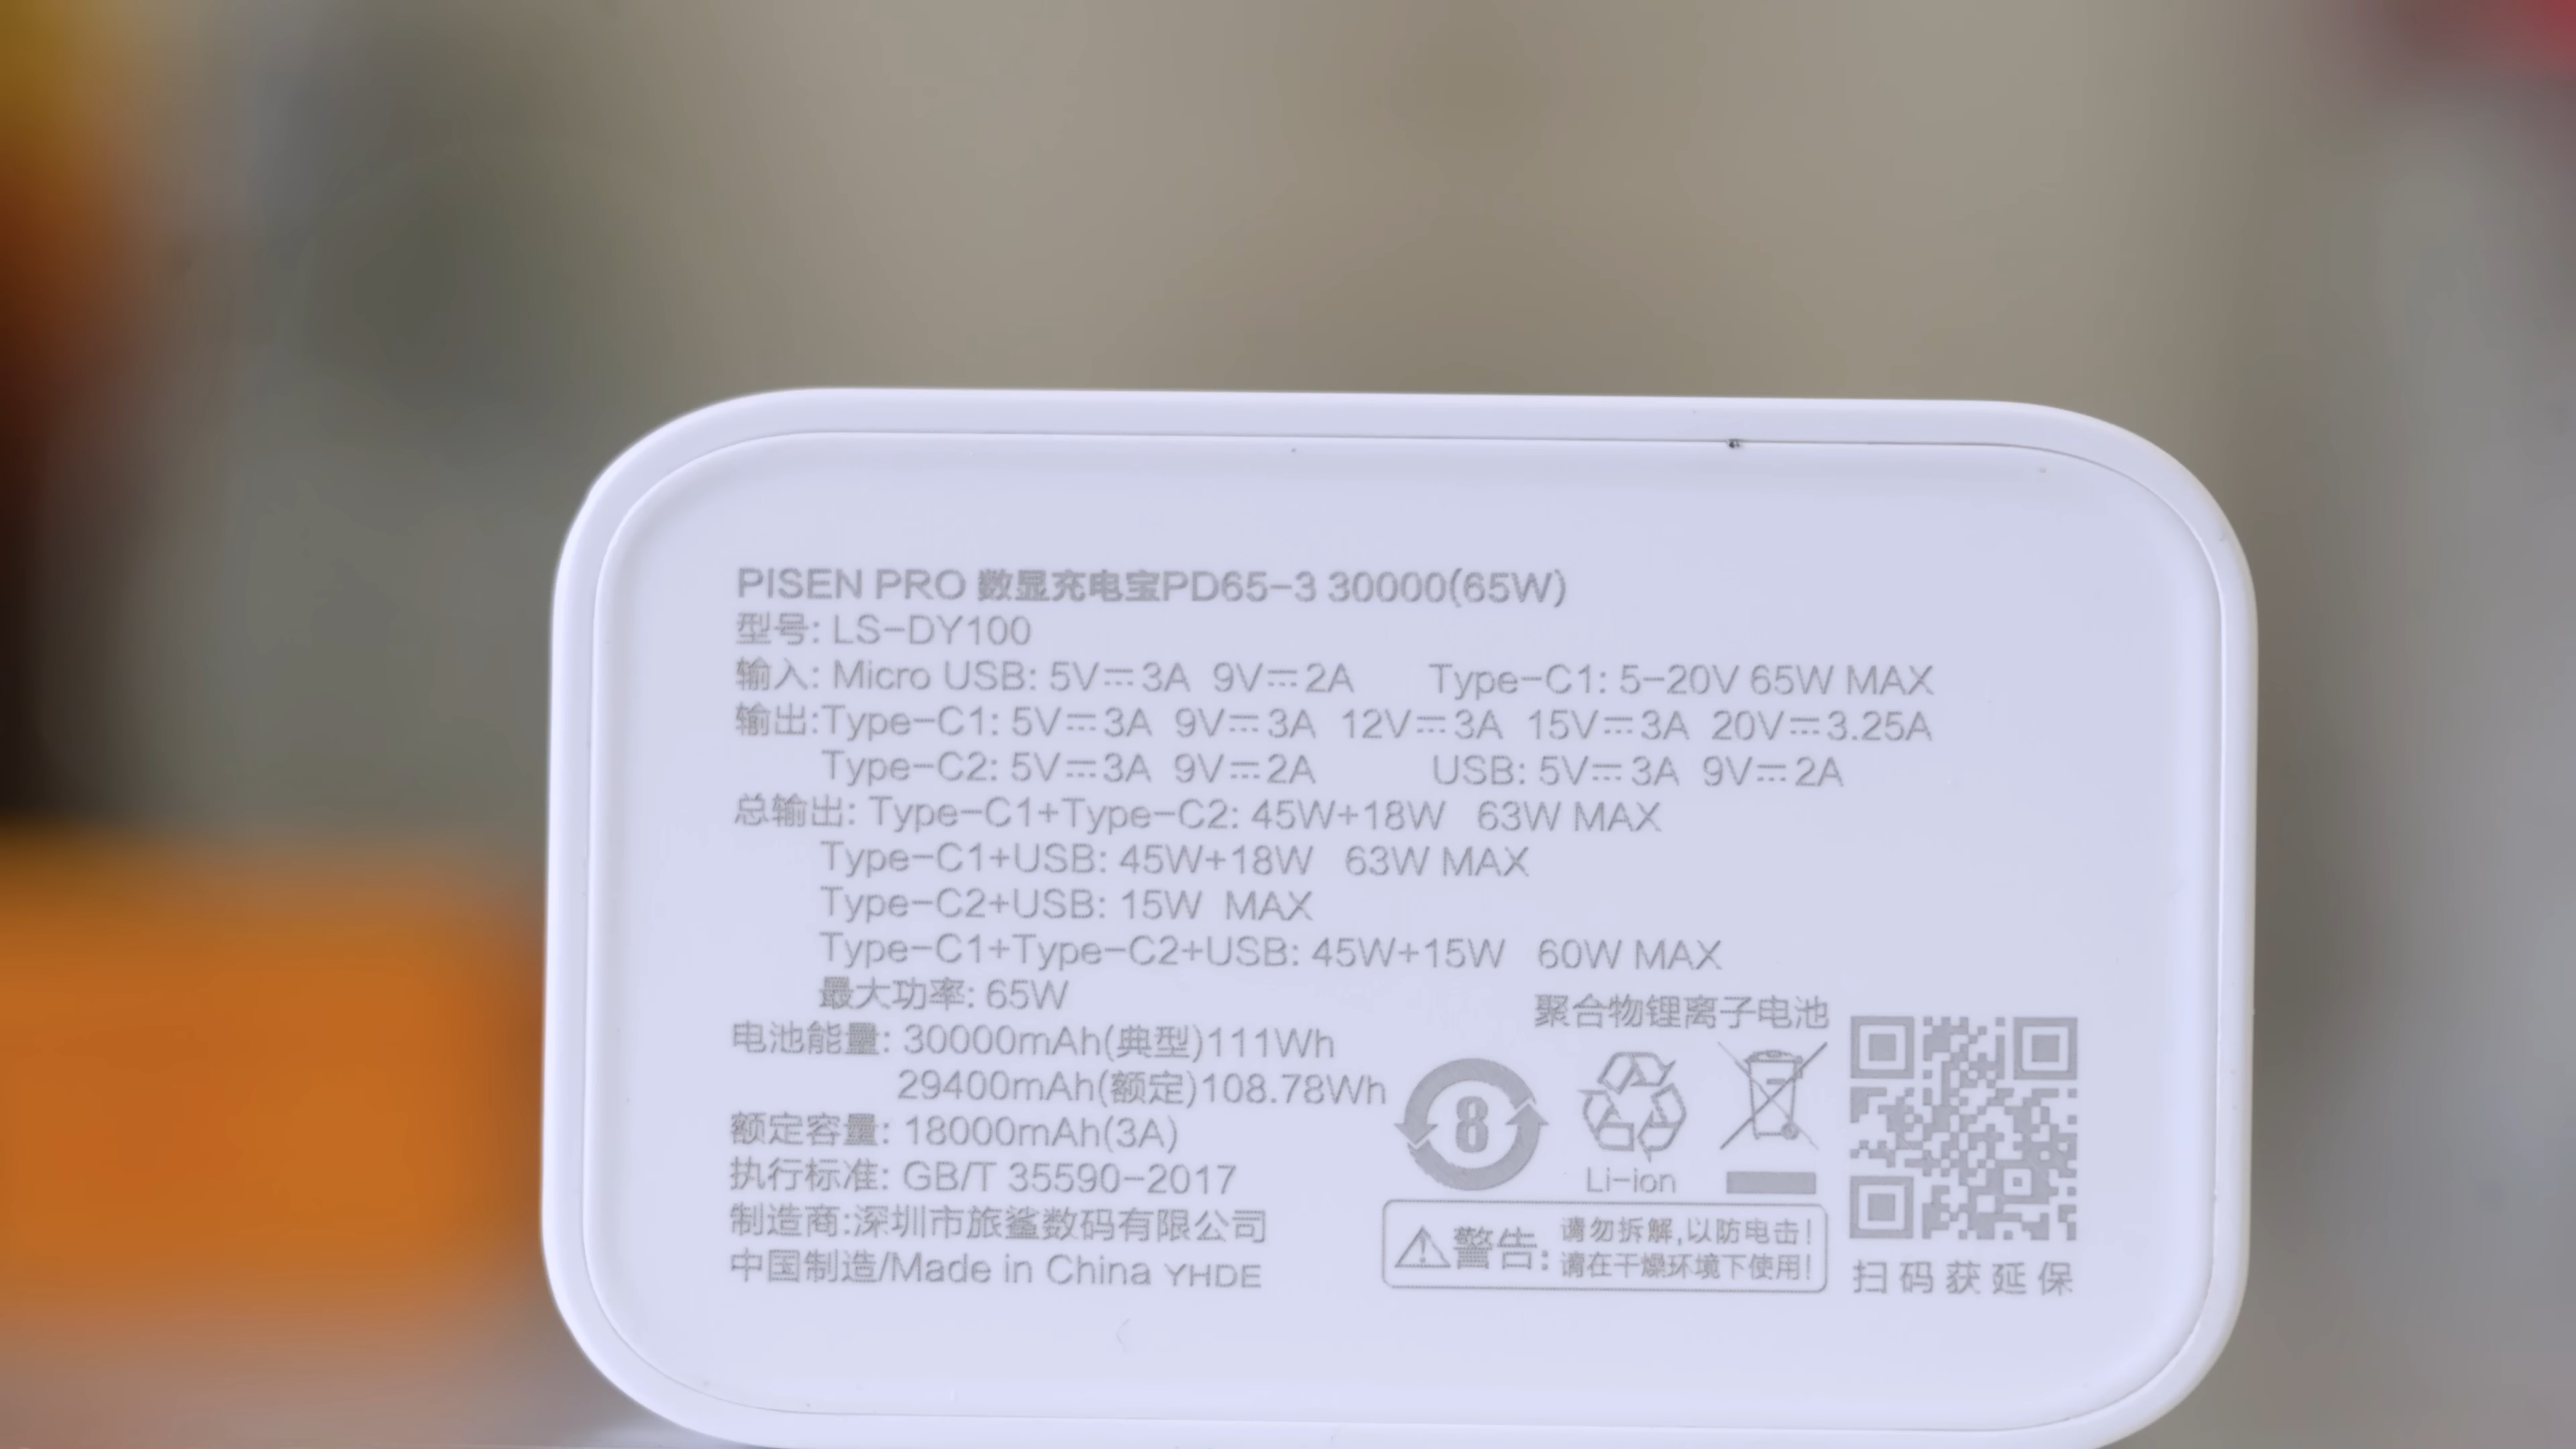 PISEN PRO 数显充电宝PD65-3 30000(65W)
型号: LS-DY100
输入: Micro USB: 5V⎓3A 9V⎓2A Type-C1: 5-20V 65W MAX
输出:Type-C1: 5V⎓3A 9V⎓3A 12V⎓3A 15V⎓3A 20V⎓3.25A
Type-C2: 5V⎓3A 9V⎓2A USB: 5V⎓3A 9V⎓2A
总输出: Type-C1+Type-C2: 45W+18W 63W MAX
Type-C1+USB: 45W+18W 63W MAX
Type-C2+USB: 15W MAX
Type-C1+Type-C2+USB: 45W+15W 60W MAX
最大功率: 65W
电池能量: 30000mAh(典型)111Wh
29400mAh(额定)108.78Wh
额定容量: 18000mAh(3A)
执行标准: GB/T 35590-2017
制造商:深圳市旅鲨数码有限公司
中国制造/Made in China YHDE
聚合物锂离子电池
8
Li-ion
警告:
请勿拆解,以防电击!
请在干燥环境下使用!
扫码获延保